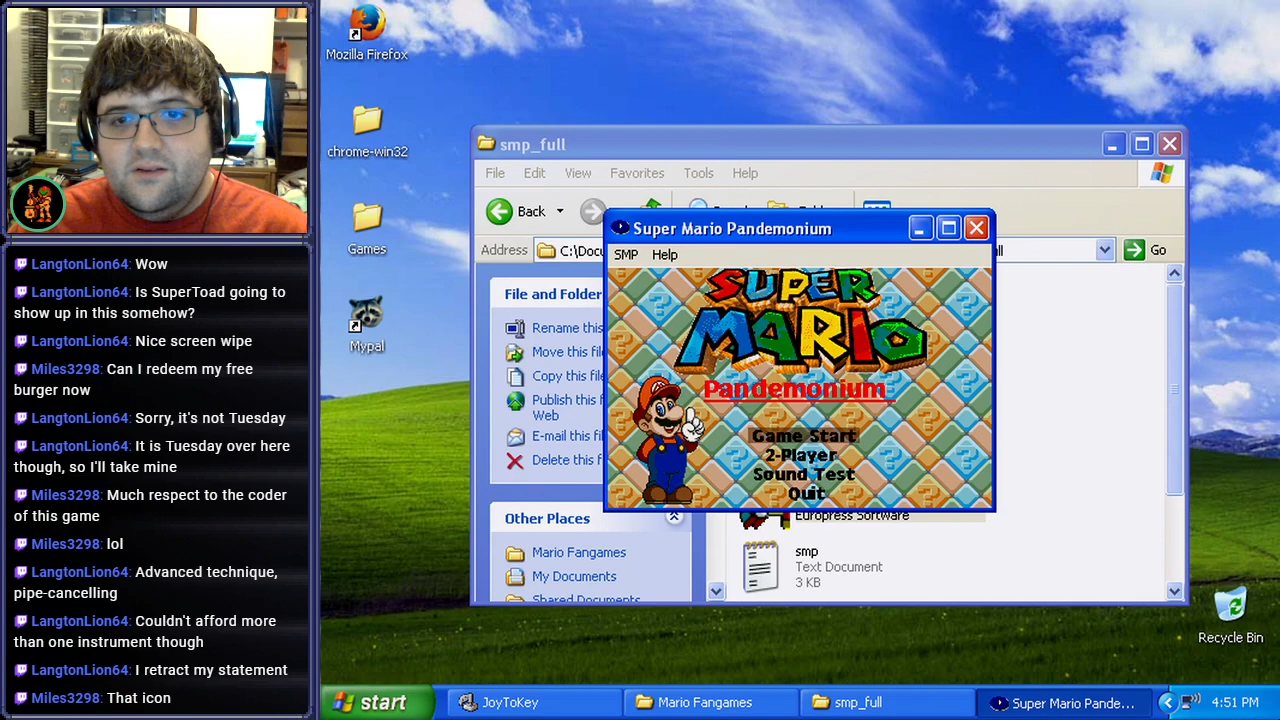 LangtonLion64: Wow
LangtonLion64: Is SuperToad going to
show up in this somehow?
LangtonLion64: Nice screen wipe
Miles3298: Can I redeem my free
burger now
LangtonLion64: Sorry, it's not Tuesday
LangtonLion64: It is Tuesday over here
though, so I'll take mine
Miles3298: Much respect to the coder
of this game
Miles3298: lol
LangtonLion64: Advanced technique,
pipe-cancelling
LangtonLion64: Couldn't afford more
than one instrument though
LangtonLion64: I retract my statement
Miles3298: That icon
Mozilla Firefox
chrome-win32
Games
Mypal
smp_full
File Edit View Favorites Tools Help
Back
Address C:\Docu
Go
File and Folder
Rename this
Move this file
Copy this file
Publish this f
Web
E-mail this fil
Delete this f
Other Places
Mario Fangames
My Documents
Shared Documents
Super Mario Pandemonium
SMP Help
SUPER
MARIO
Pandemonium
Game Start
2-Player
Sound Test
Quit
Europress Software
smp
Text Document
3 KB
Recycle Bin
start
JoyToKey
Mario Fangames
smp_full
Super Mario Pande...
4:51 PM